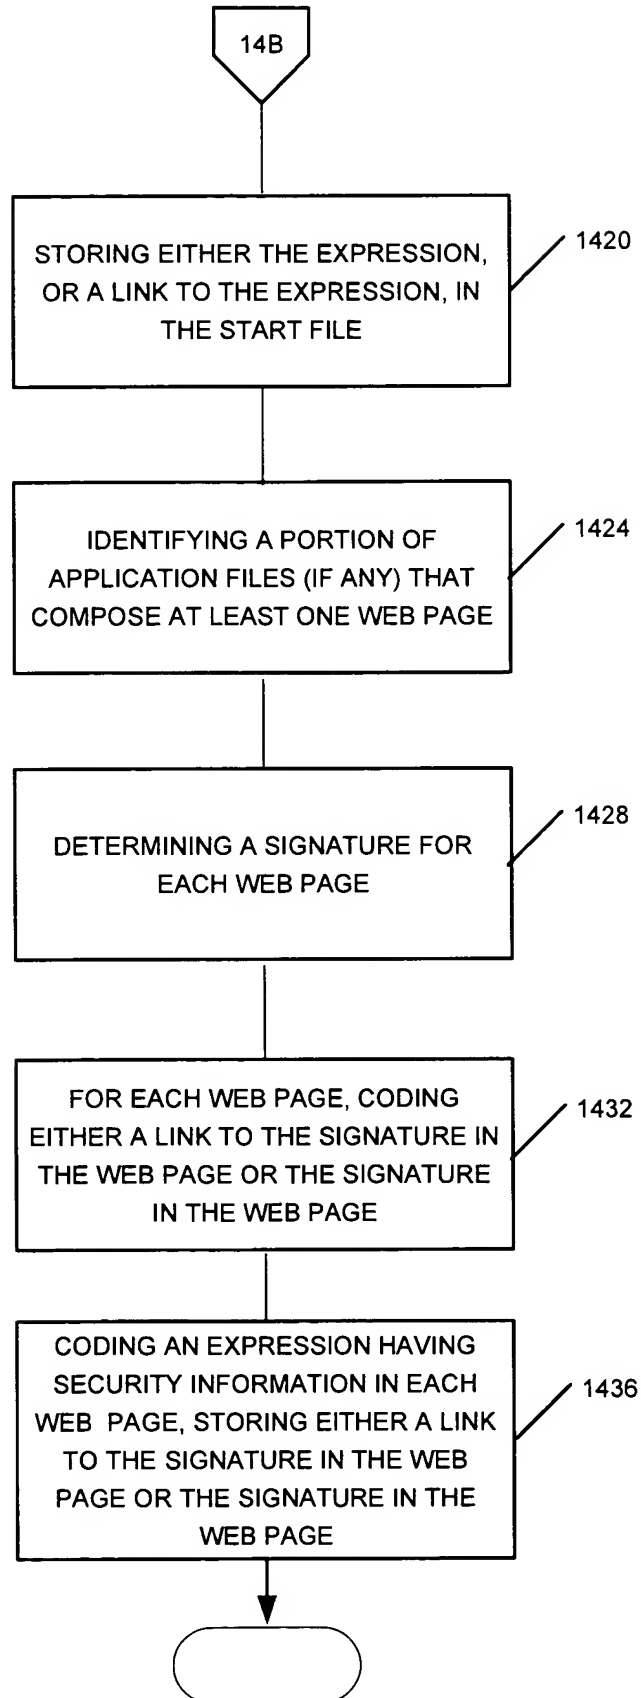 14B
STORING EITHER THE EXPRESSION,
OR A LINK TO THE EXPRESSION, IN
THE START FILE
1420
IDENTIFYING A PORTION OF
APPLICATION FILES (IF ANY) THAT
COMPOSE AT LEAST ONE WEB PAGE
1424
DETERMINING A SIGNATURE FOR
EACH WEB PAGE
1428
FOR EACH WEB PAGE, CODING
EITHER A LINK TO THE SIGNATURE IN
THE WEB PAGE OR THE SIGNATURE
IN THE WEB PAGE
1432
CODING AN EXPRESSION HAVING
SECURITY INFORMATION IN EACH
WEB PAGE, STORING EITHER A LINK
TO THE SIGNATURE IN THE WEB
PAGE OR THE SIGNATURE IN THE
WEB PAGE
1436